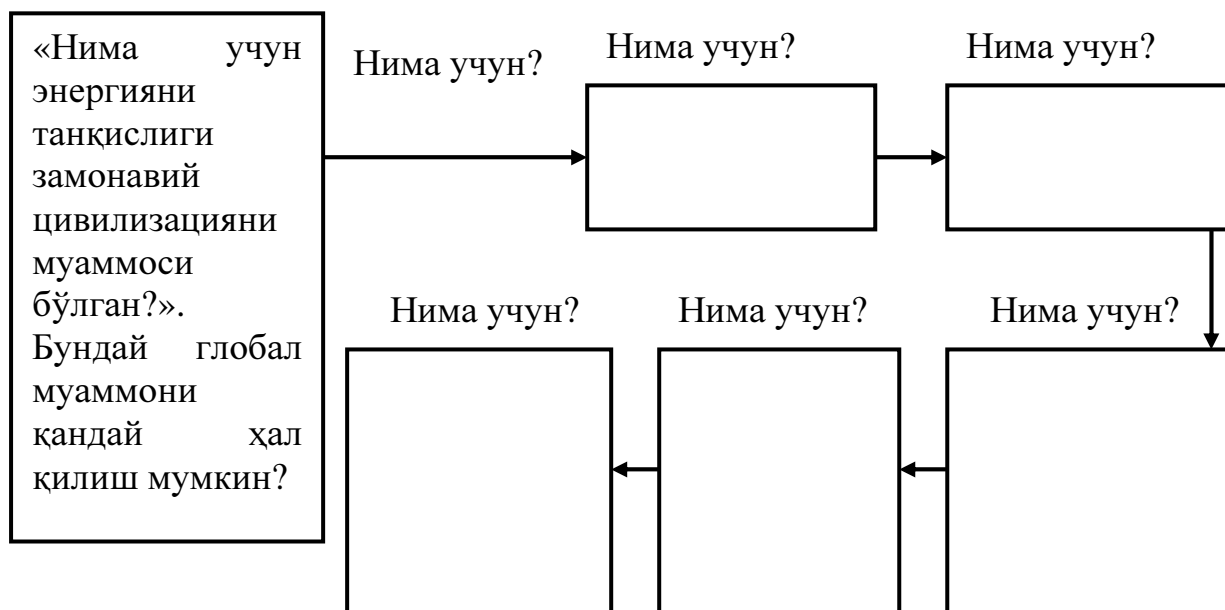 «Нима учун
энергияни
танқислиги
замонавий
цивилизацияни
муаммоси
бўлган?».
Бундай глобал
муаммони
қандай ҳал
қилиш мумкин?
Нима учун?
Нима учун?
Нима учун?
Нима учун?
Нима учун?
Нима учун?